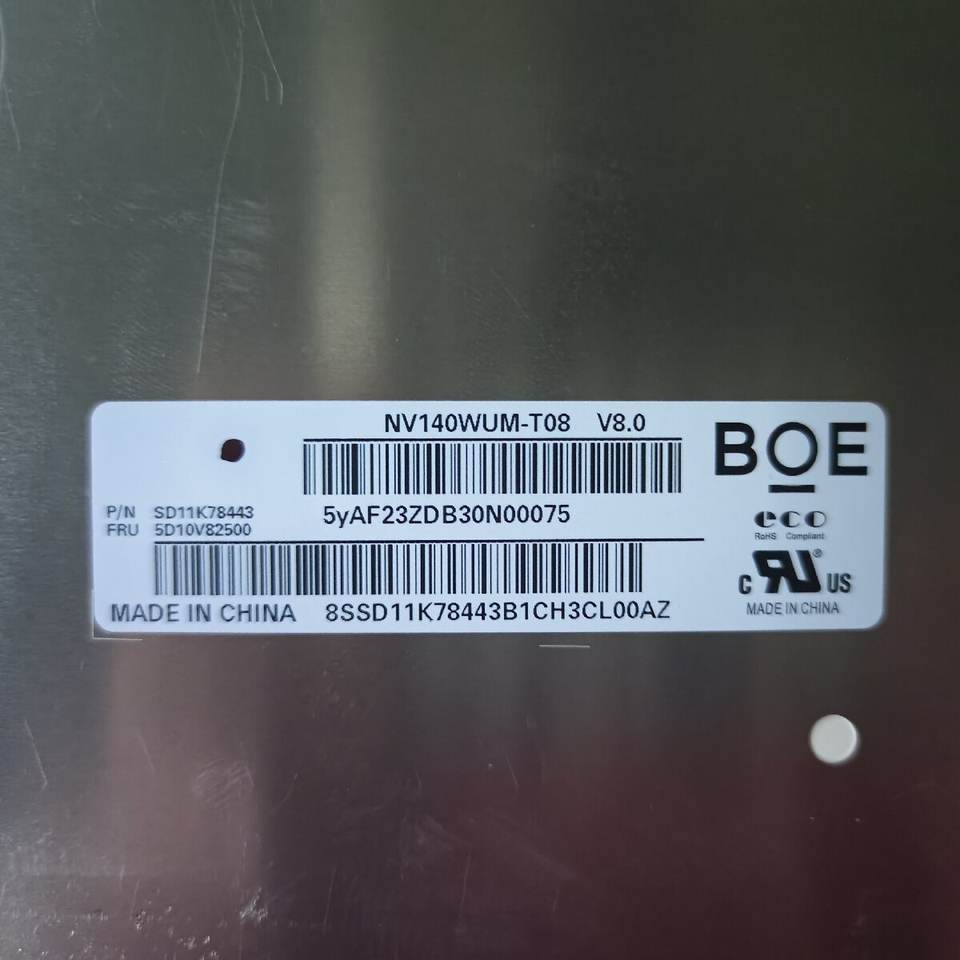 NV140WUM-T08 V8.0
BOE
P/N SD11K78443
FRU 5D10V82500
5yAF23ZDB30N00075
eco
RoHS Compliant
C RU ® US
MADE IN CHINA 8SSD11K78443B1CH3CL00AZ
MADE IN CHINA